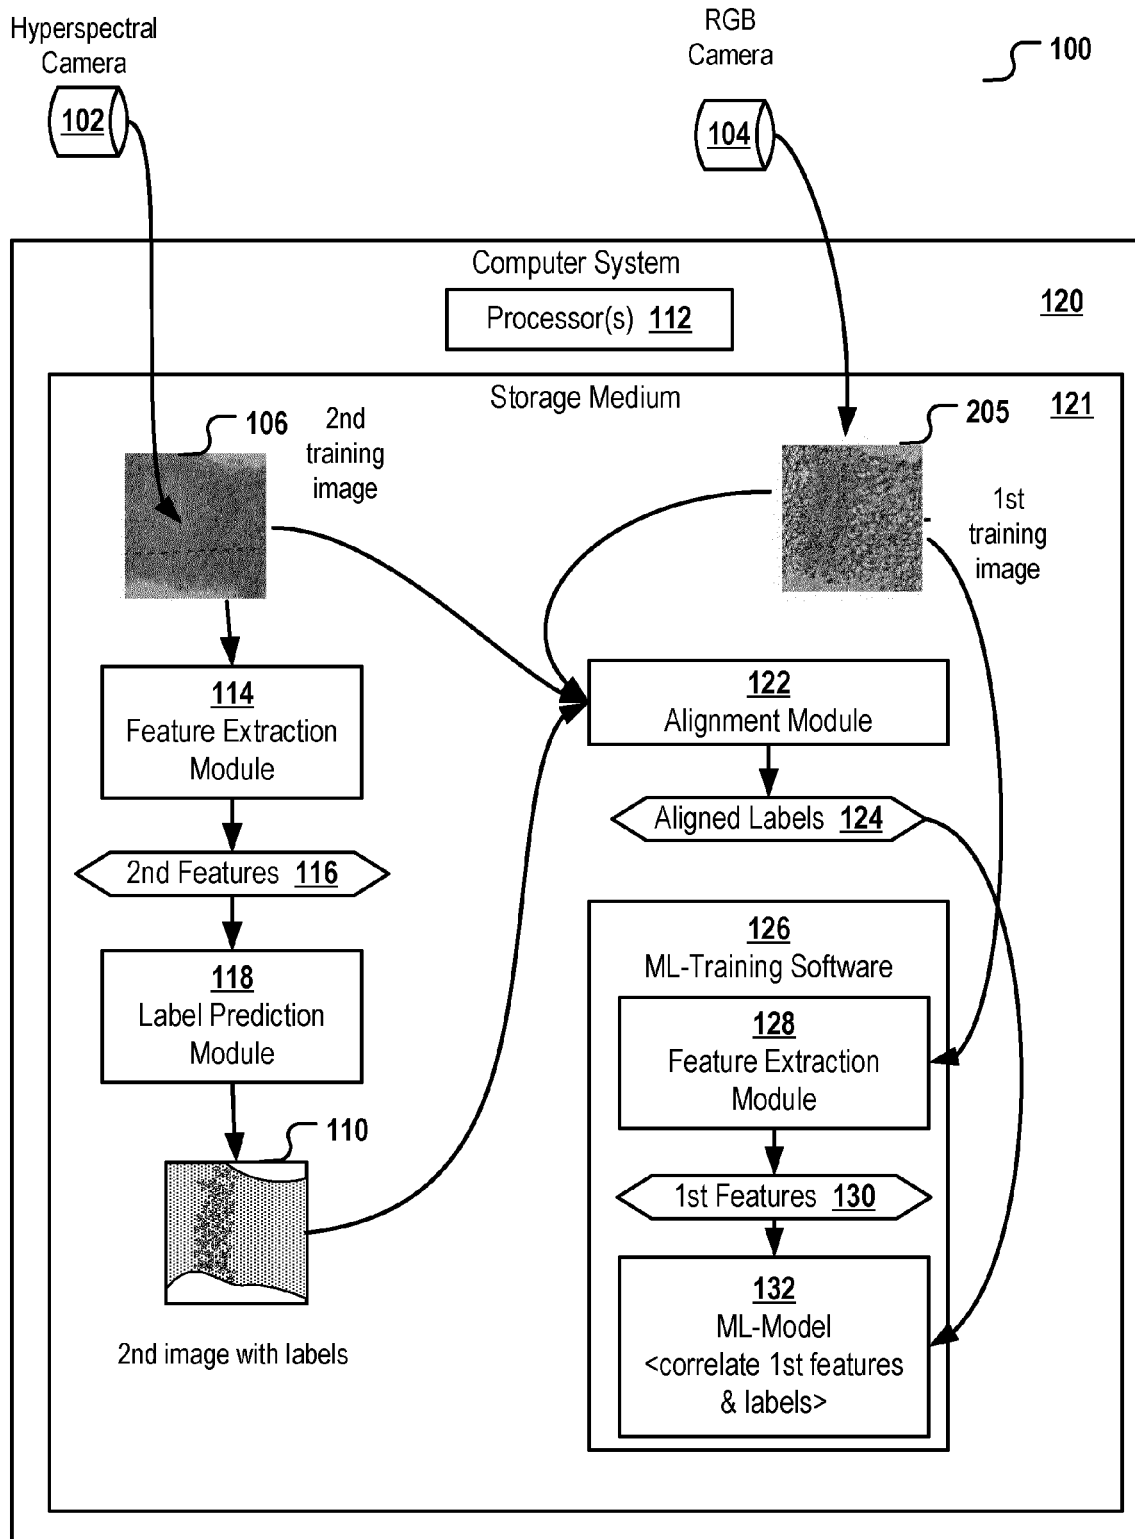 Hyperspectral
Camera
102
RGB
Camera
104
100
Computer System
Processor(s) 112
120
Storage Medium
121
106
2nd
training
image
205
1st
training
image
114
Feature Extraction
Module
2nd Features 116
118
Label Prediction
Module
110
2nd image with labels
122
Alignment Module
Aligned Labels 124
126
ML-Training Software
128
Feature Extraction
Module
1st Features 130
132
ML-Model
<correlate 1st features
& labels>